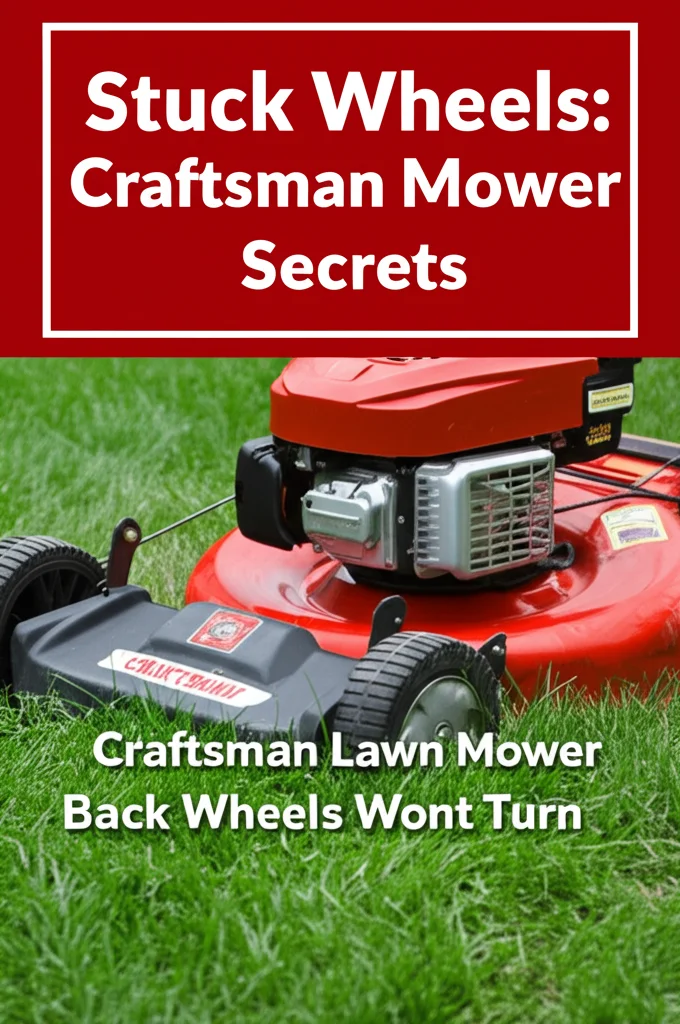 Stuck Wheels:
Craftsman Mower
Secrets
Craftsman Lawn Mower
Back Wheels Wont Turn